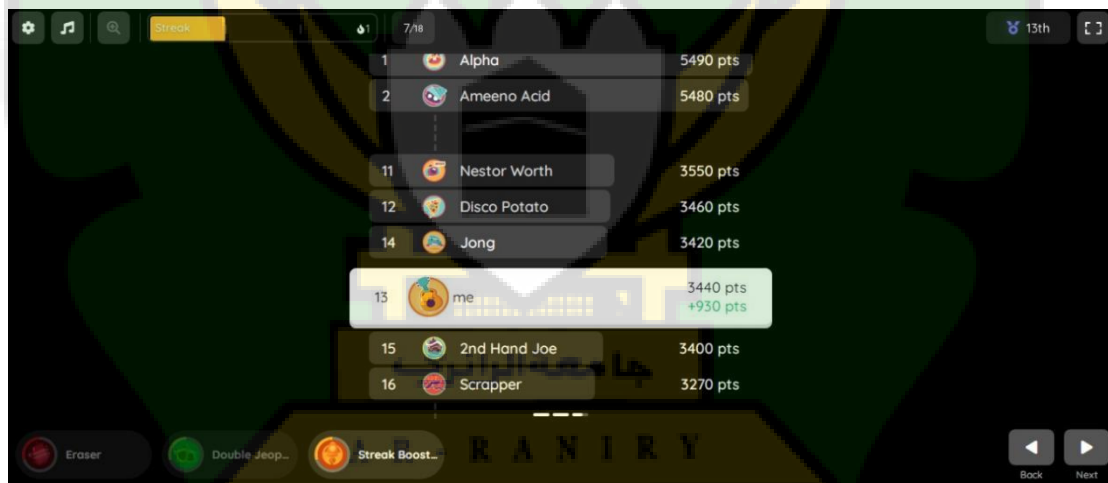 Streak 1 7/18 13th
1 Alpha 5490 pts
2 Ameeno Acid 5480 pts
11 Nestor Worth 3550 pts
12 Disco Potato 3460 pts
14 Jong 3420 pts
13 me 3440 pts
+930 pts
15 2nd Hand Joe 3400 pts
جامعة الرانري
16 Scrapper 3270 pts
Eraser Double Jeop... Streak Boost...
A R - R A N I R Y
Back Next